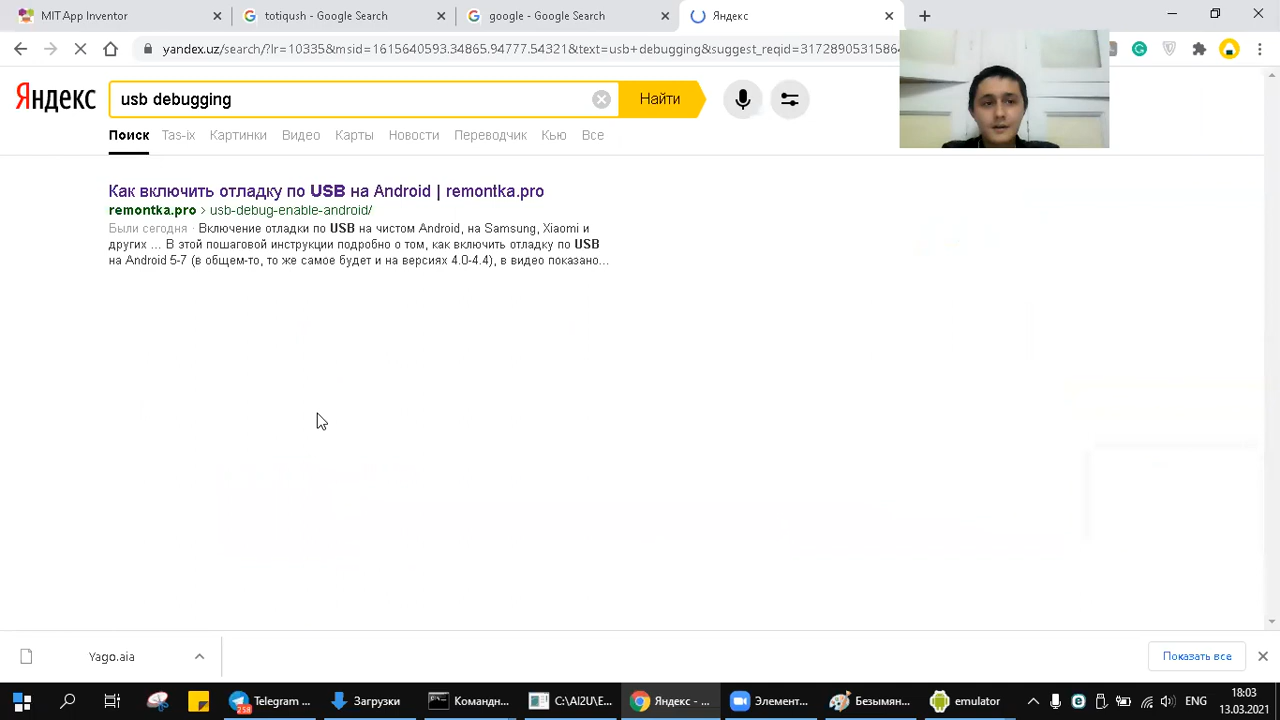 MIT App Inventor
totiqush - Google Search
google - Google Search
Яндекс
yandex.uz/search/?lr=10335&msid=1615640593.34865.94777.54321&text=usb+debugging&suggest_reqid=3172890531586
Яндекс
usb debugging
Найти
Поиск Tas-ix Картинки Видео Карты Новости Переводчик Кью Все
Как включить отладку по USB на Android | remontka.pro
remontka.pro > usb-debug-enable-android/
Были сегодня · Включение отладки по USB на чистом Android, на Samsung, Xiaomi и
других ... В этой пошаговой инструкции подробно о том, как включить отладку по USB
на Android 5-7 (в общем-то, то же самое будет и на версиях 4.0-4.4), в видео показано...
Yago.aia
Показать все
Telegram ...
258
Загрузки
Командн...
C:\AI2U\E...
Яндекс - ...
Элемент...
Безымян...
emulator
ENG
18:03
13.03.2021